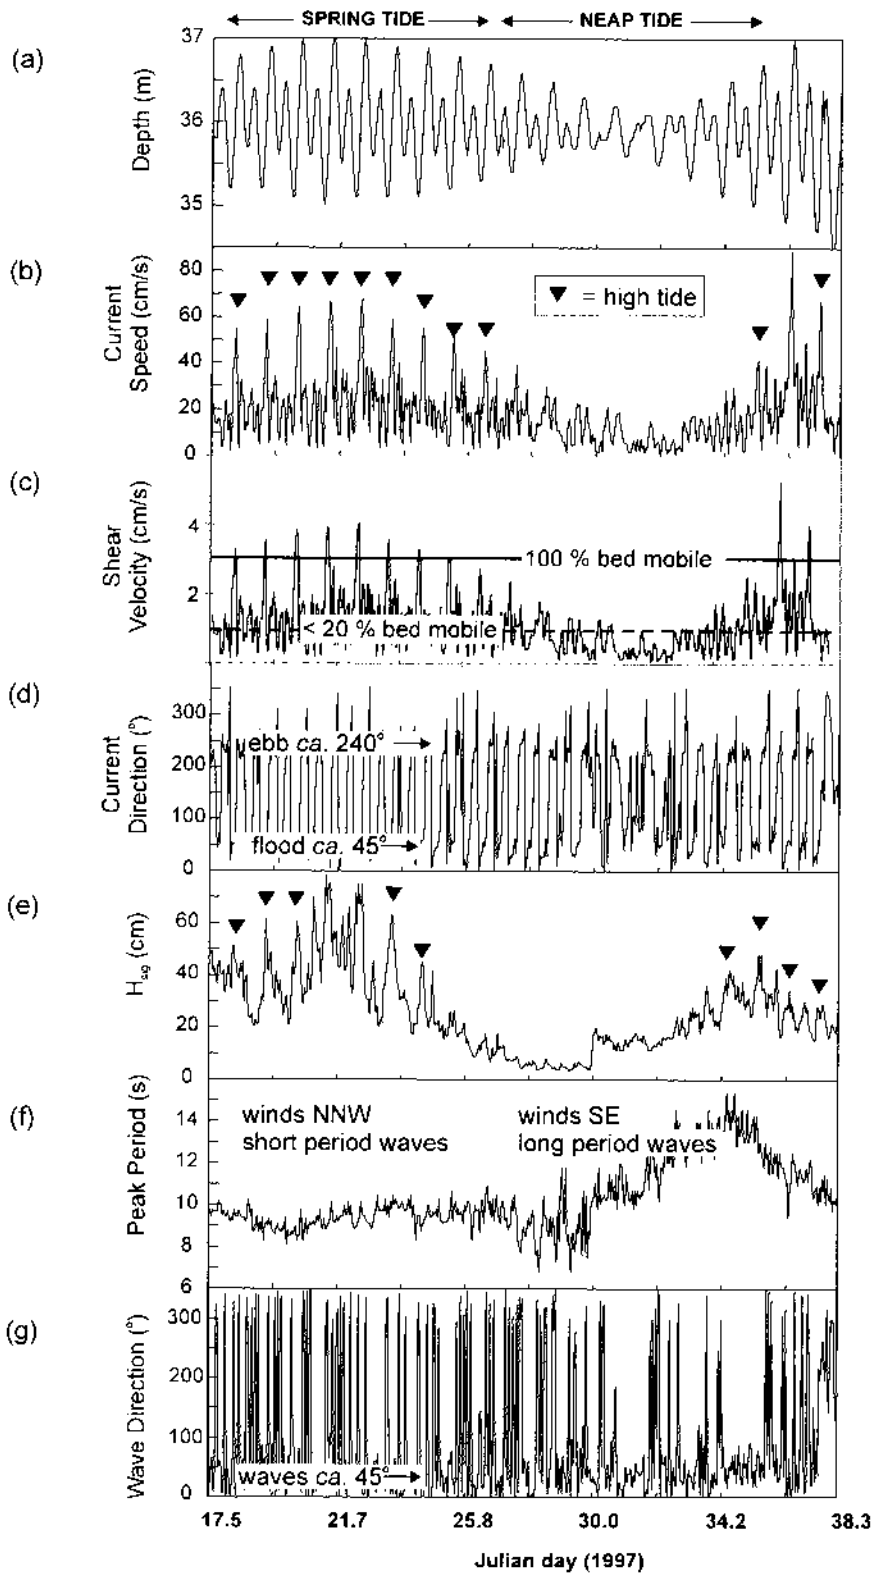 SPRING TIDE NEAP TIDE
(a)
Depth (m)
37
36
35
(b)
Current
Speed (cm/s)
80
60
40
20
0
▼ = high tide
(c)
Shear
Velocity (cm/s)
4
2
100 % bed mobile
< 20 % bed mobile
(d)
Current
Direction (°)
300
200
100
0
ebb ca. 240°
flood ca. 45°
(e)
Hsig (cm)
60
40
20
0
(f)
Peak Period (s)
14
12
10
8
6
winds NNW
short period waves
winds SE
long period waves
(g)
Wave Direction (°)
300
200
100
0
waves ca. 45°
17.5 21.7 25.8 30.0 34.2 38.3
Julian day (1997)